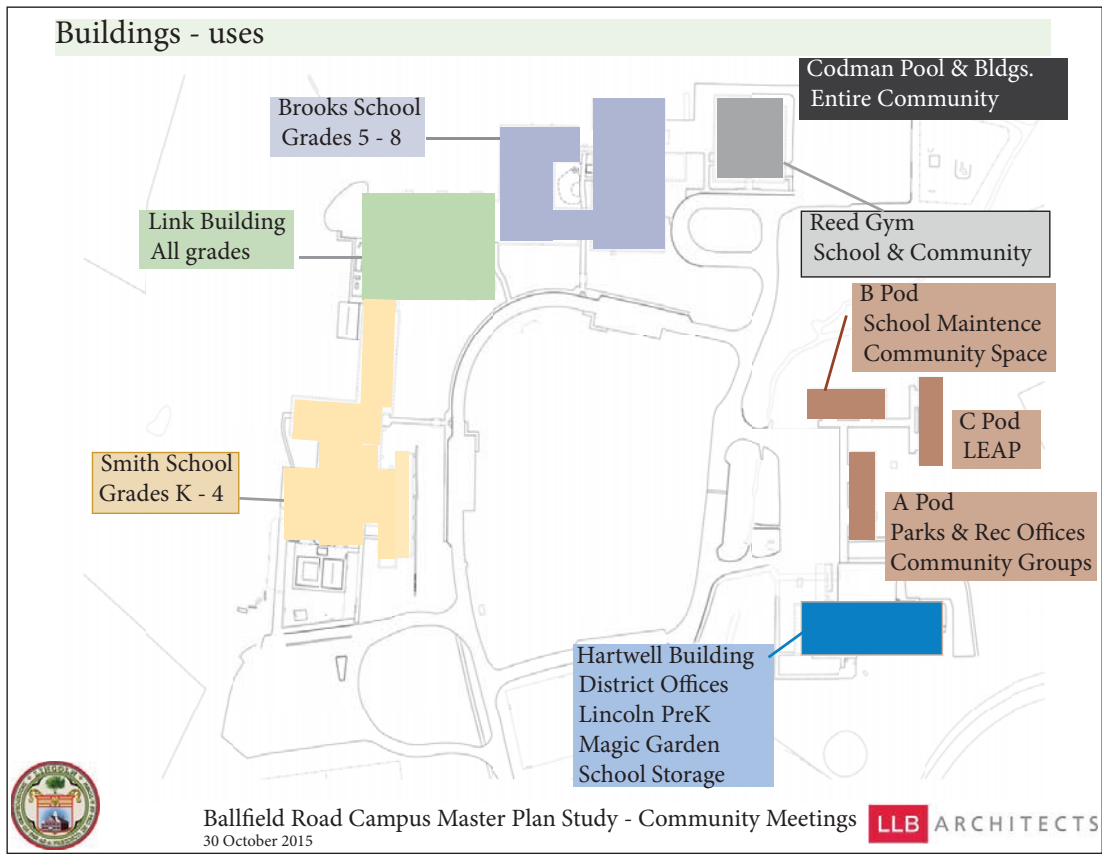 Buildings - uses
Codman Pool & Bldgs.
Entire Community
Brooks School
Grades 5 - 8
Link Building
All grades
Reed Gym
School & Community
B Pod
School Maintence
Community Space
C Pod
LEAP
Smith School
Grades K - 4
A Pod
Parks & Rec Offices
Community Groups
Hartwell Building
District Offices
Lincoln PreK
Magic Garden
School Storage
Ballfield Road Campus Master Plan Study - Community Meetings
30 October 2015
LLB ARCHITECTS